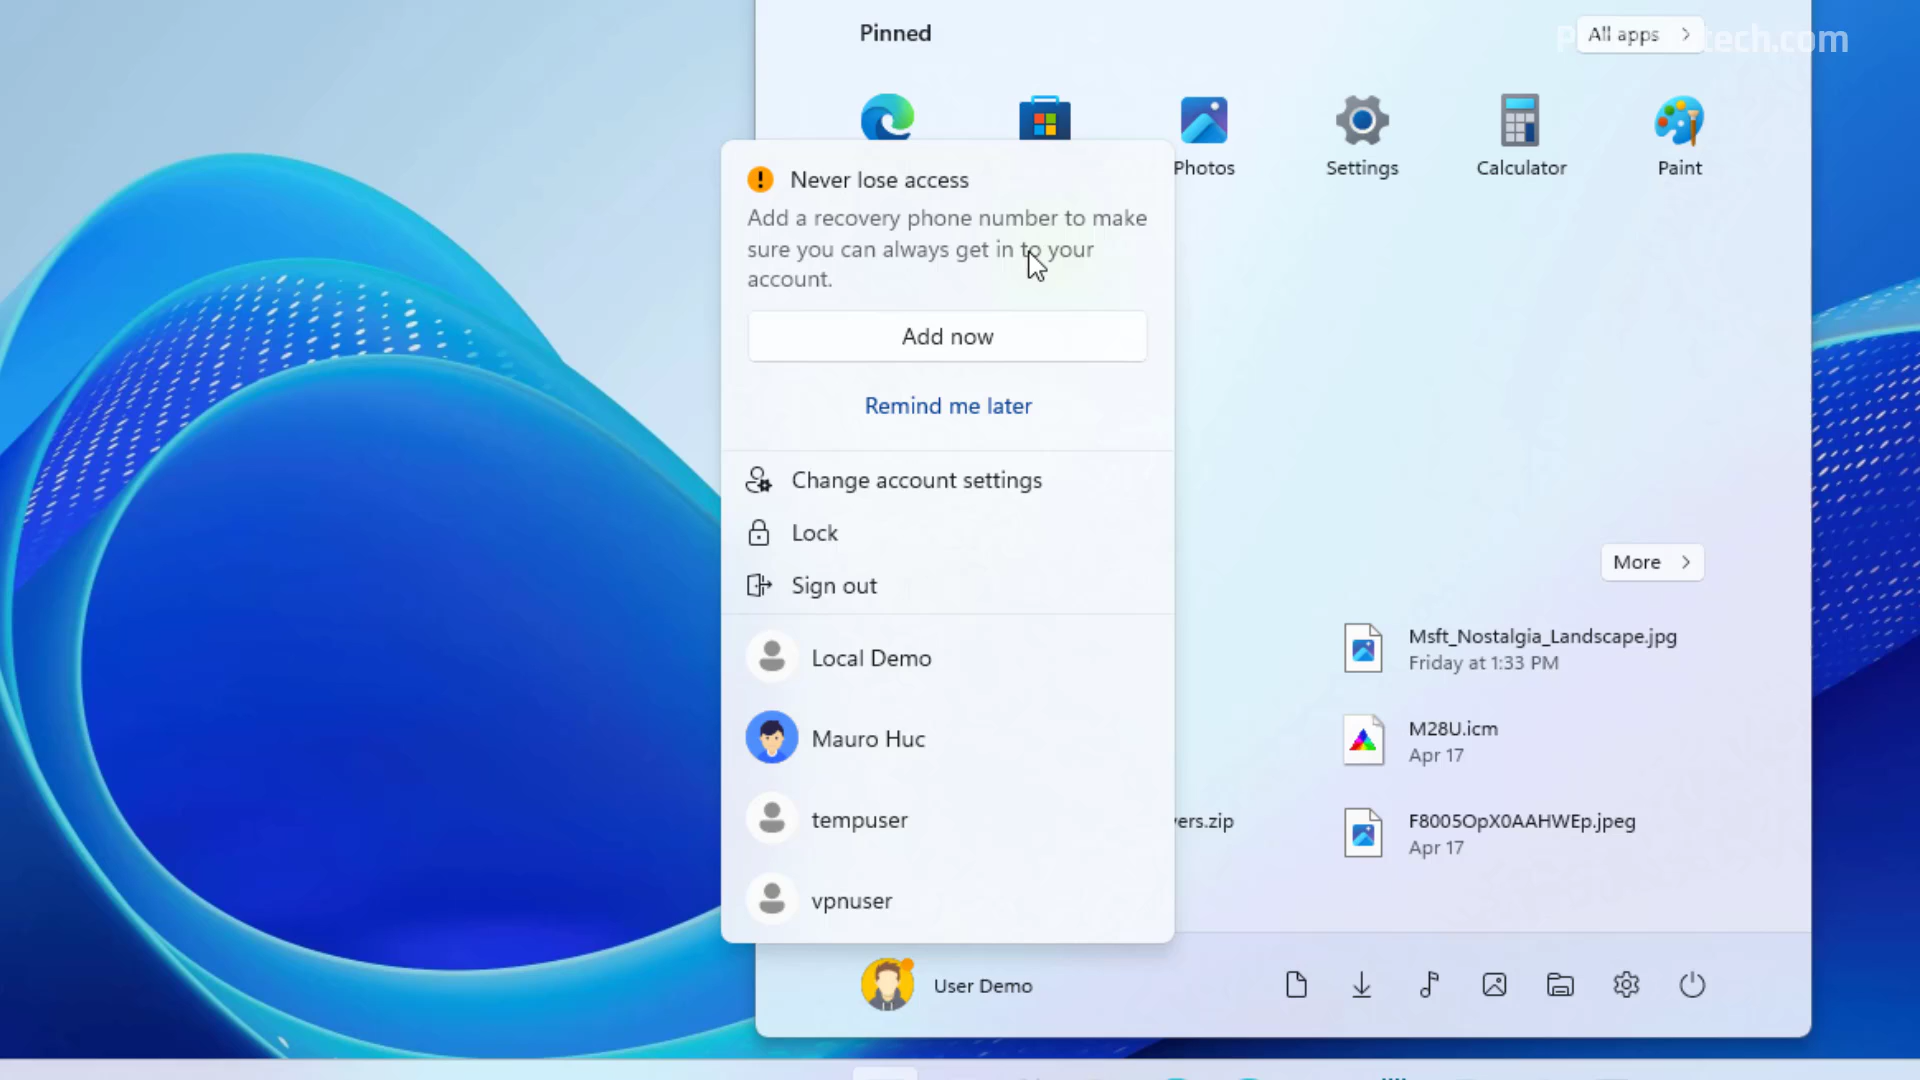 Pinned
All apps
tech.com
Photos
Settings
Calculator
Paint
Never lose access
Add a recovery phone number to make
sure you can always get in to your
account.
Add now
Remind me later
Change account settings
Lock
Sign out
Local Demo
Mauro Huc
tempuser
vpnuser
More
Msft_Nostalgia_Landscape.jpg
Friday at 1:33 PM
M28U.icm
Apr 17
ers.zip
F8005OpX0AAHWEp.jpeg
Apr 17
User Demo